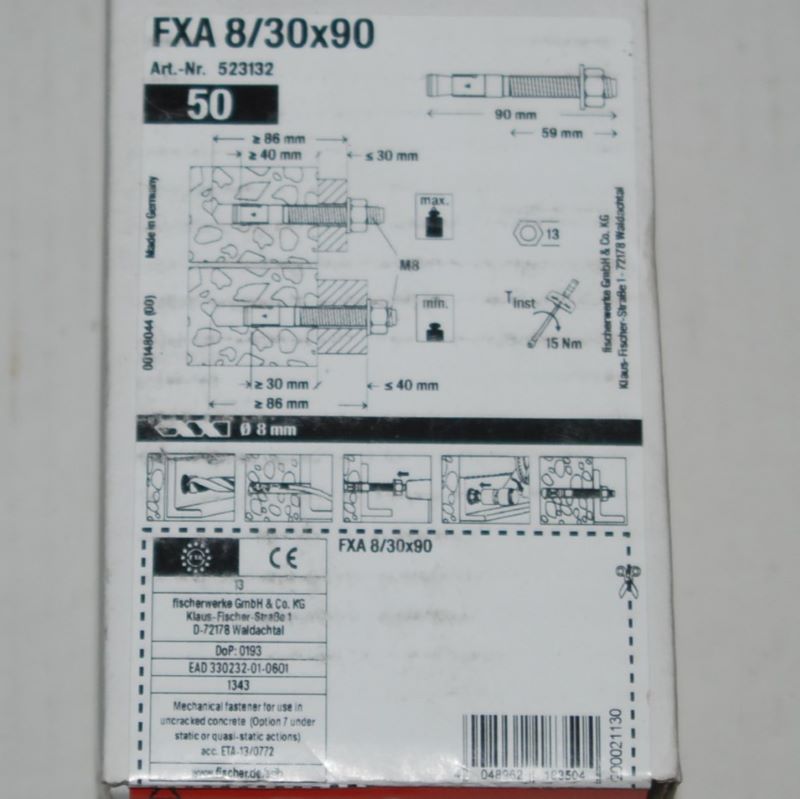 FXA 8/30x90
Art.-Nr. 523132
50
90 mm
59 mm
≥ 86 mm
≥ 40 mm
≤ 30 mm
max.
13
M8
min.
Tinst
15 Nm
≥ 30 mm
≤ 40 mm
≥ 86 mm
Made in Germany
00148044 (00)
fischerwerke GmbH & Co. KG
Klaus-Fischer-Straße 1 - 72178 Waldachtal
Ø 8 mm
CE
13
fischerwerke GmbH & Co. KG
Klaus-Fischer-Straße 1
D-72178 Waldachtal
DoP: 0193
EAD 330232-01-0601
1343
Mechanical fastener for use in
uncracked concrete (Option 7 under
static or quasi-static actions)
acc. ETA-13/0772
FXA 8/30x90
4 048962
000021130